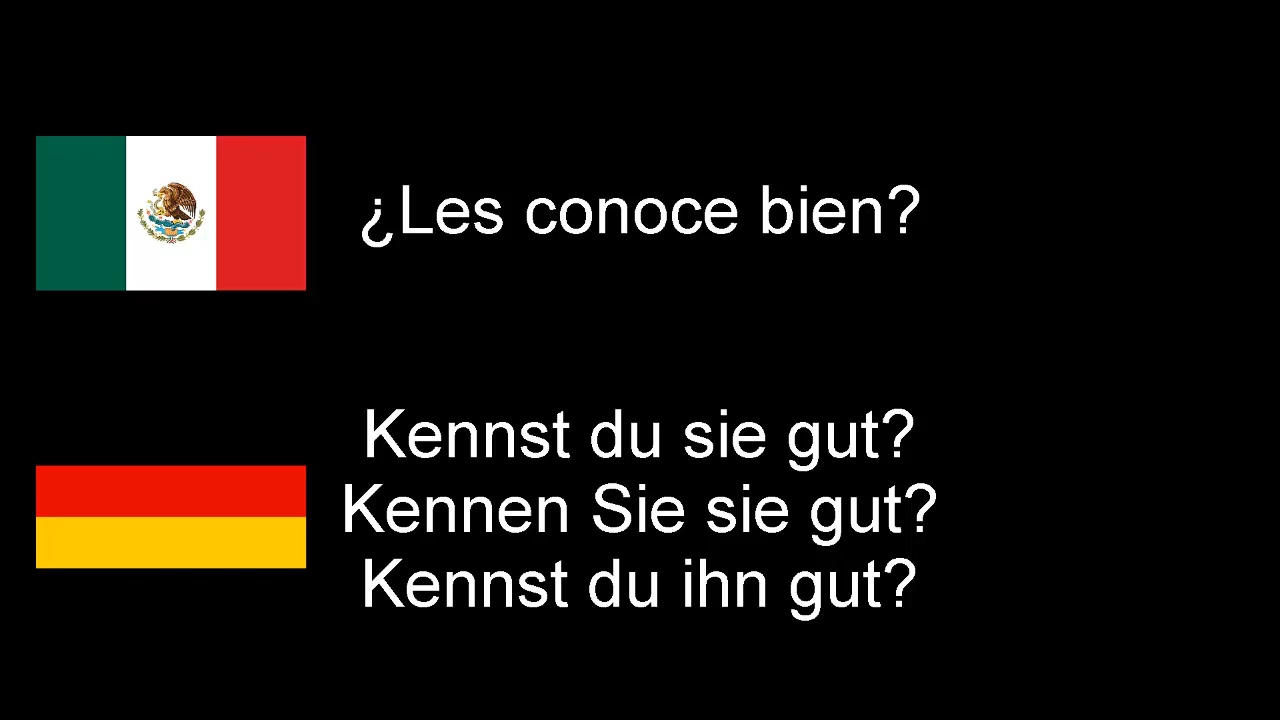 ¿Les conoce bien?
Kennst du sie gut?
Kennen Sie sie gut?
Kennst du ihn gut?